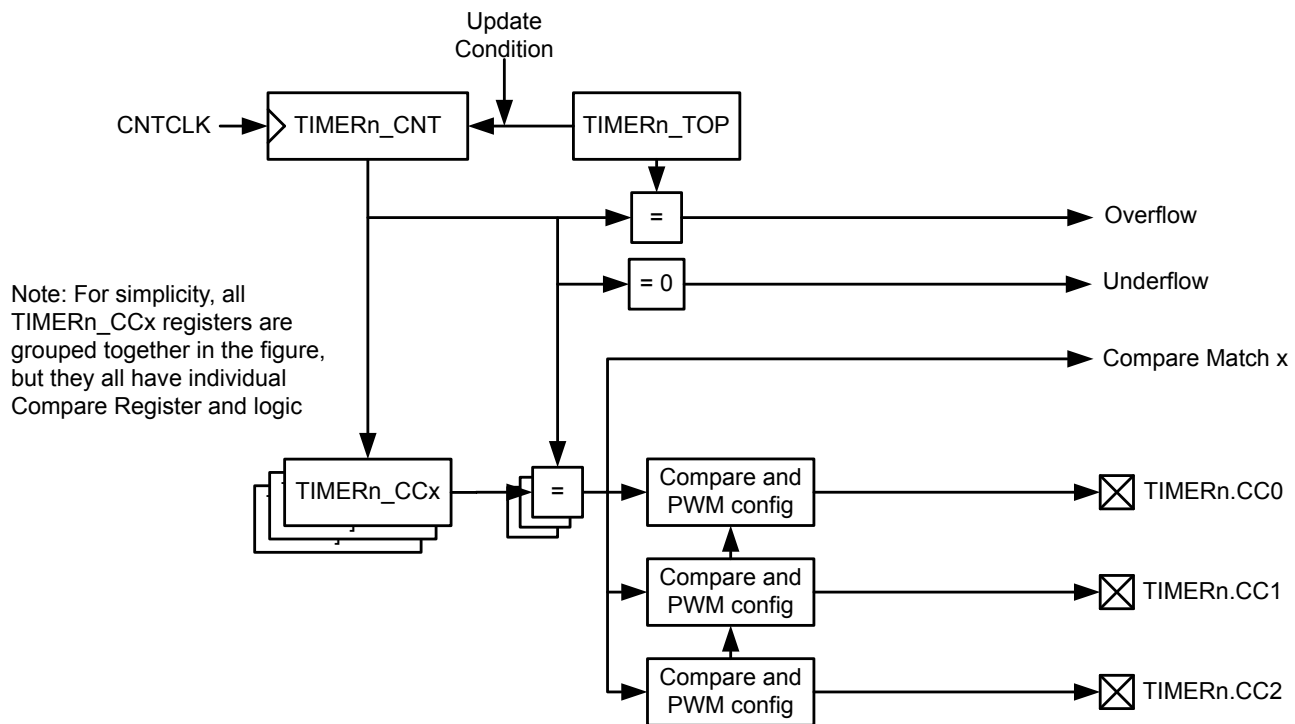 Update
Condition
CNTCLK
TIMERn_CNT
TIMERn_TOP
=
Overflow
= 0
Underflow
Note: For simplicity, all
TIMERn_CCx registers are
grouped together in the figure,
but they all have individual
Compare Register and logic
Compare Match x
TIMERn_CCx
=
Compare and
PWM config
TIMERn.CC0
Compare and
PWM config
TIMERn.CC1
Compare and
PWM config
TIMERn.CC2